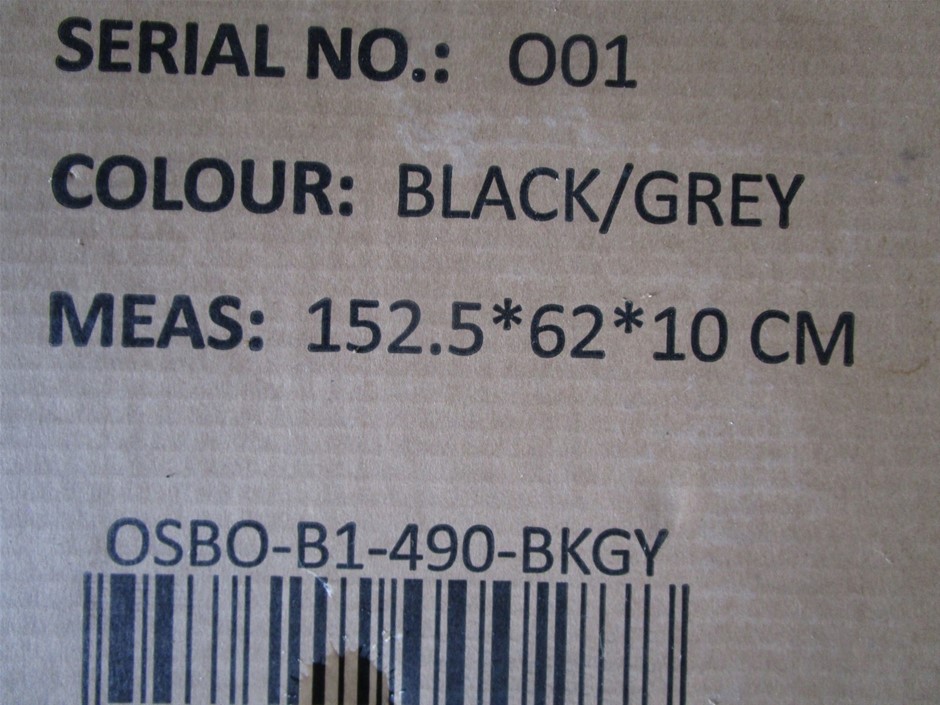 SERIAL NO.: O01
COLOUR: BLACK/GREY
MEAS: 152.5*62*10 CM
OSBO-B1-490-BKGY